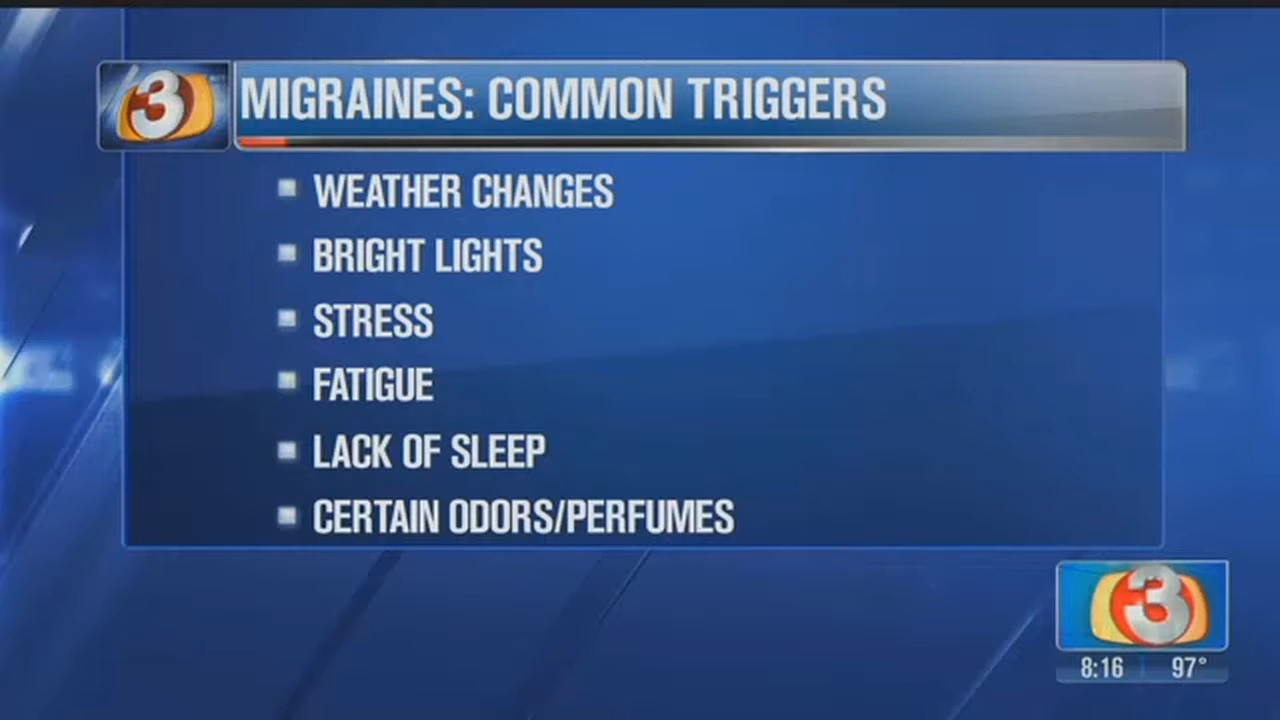 3
MIGRAINES: COMMON TRIGGERS
WEATHER CHANGES
BRIGHT LIGHTS
STRESS
FATIGUE
LACK OF SLEEP
CERTAIN ODORS/PERFUMES
3
8:16 97°